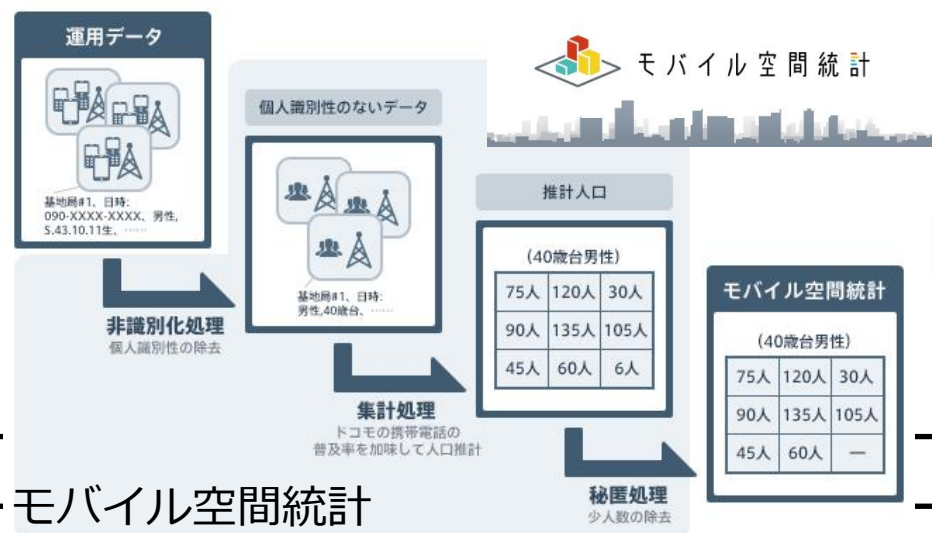 運用データ
基地局#1、日時:
090-XXXX-XXXX、男性,
S.43.10.11生、……
非識別化処理
個人識別性の除去
個人識別性のないデータ
基地局#1、日時:
男性,40歳台、……
集計処理
ドコモの携帯電話の
普及率を加味して人口推計
モバイル空間統計
推計人口
(40歳台男性)
75人 120人 30人
90人 135人 105人
45人 60人 6人
秘匿処理
少人数の除去
モバイル空間統計
(40歳台男性)
75人 120人 30人
90人 135人 105人
45人 60人 —
モバイル空間統計